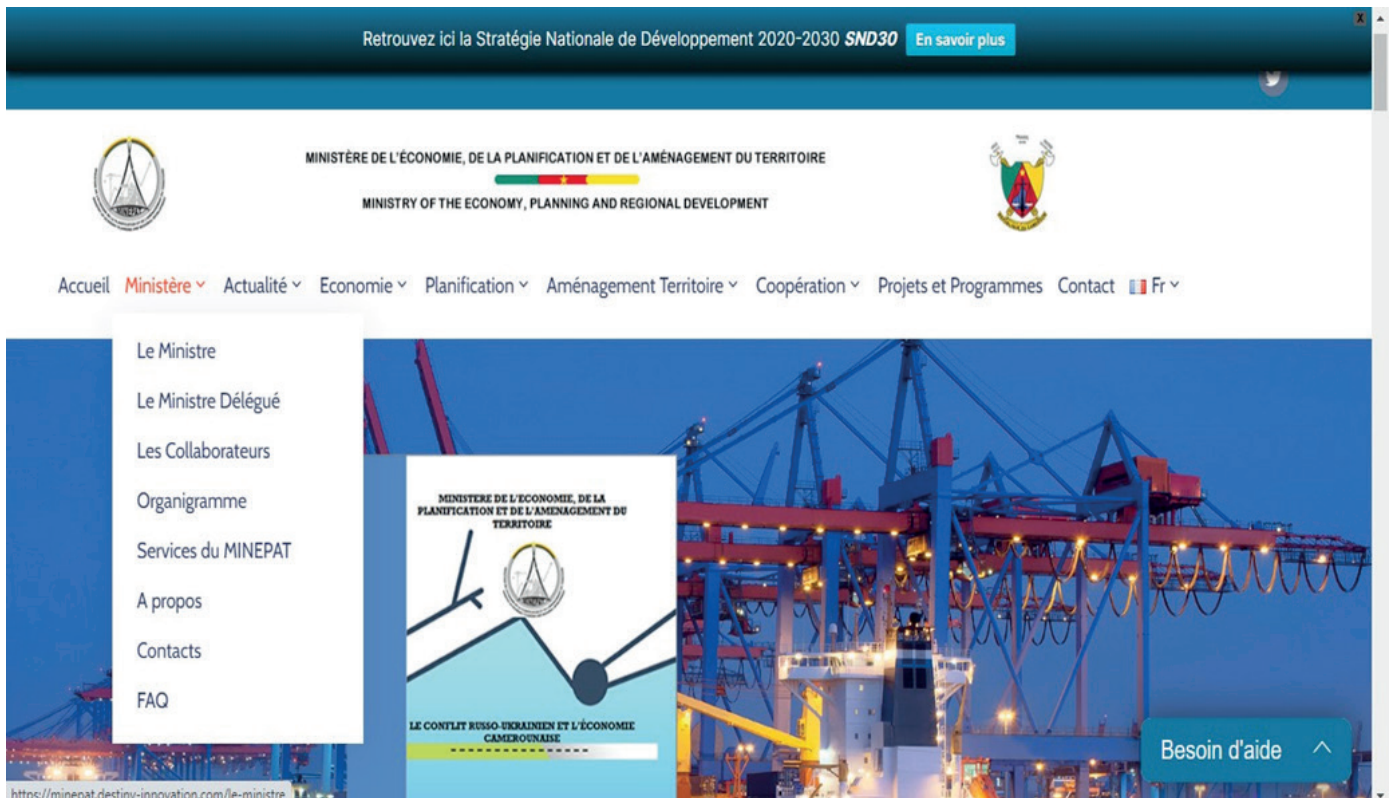 Retrouvez ici la Stratégie Nationale de Développement 2020-2030 SND30 En savoir plus
X
MINISTÈRE DE L'ÉCONOMIE, DE LA PLANIFICATION ET DE L'AMÉNAGEMENT DU TERRITOIRE
MINISTRY OF THE ECONOMY, PLANNING AND REGIONAL DEVELOPMENT
MINEPAT
Accueil Ministère Actualité Economie Planification Aménagement Territoire Coopération Projets et Programmes Contact Fr
Le Ministre
Le Ministre Délégué
Les Collaborateurs
Organigramme
Services du MINEPAT
A propos
Contacts
FAQ
MINISTERE DE L'ECONOMIE, DE LA
PLANIFICATION ET DE L'AMENAGEMENT DU
TERRITOIRE
LE CONFLIT RUSSO-UKRAINIEN ET L'ÉCONOMIE
CAMEROUNAISE
Besoin d'aide
https://minepat.destiny-innovation.com/le-ministre